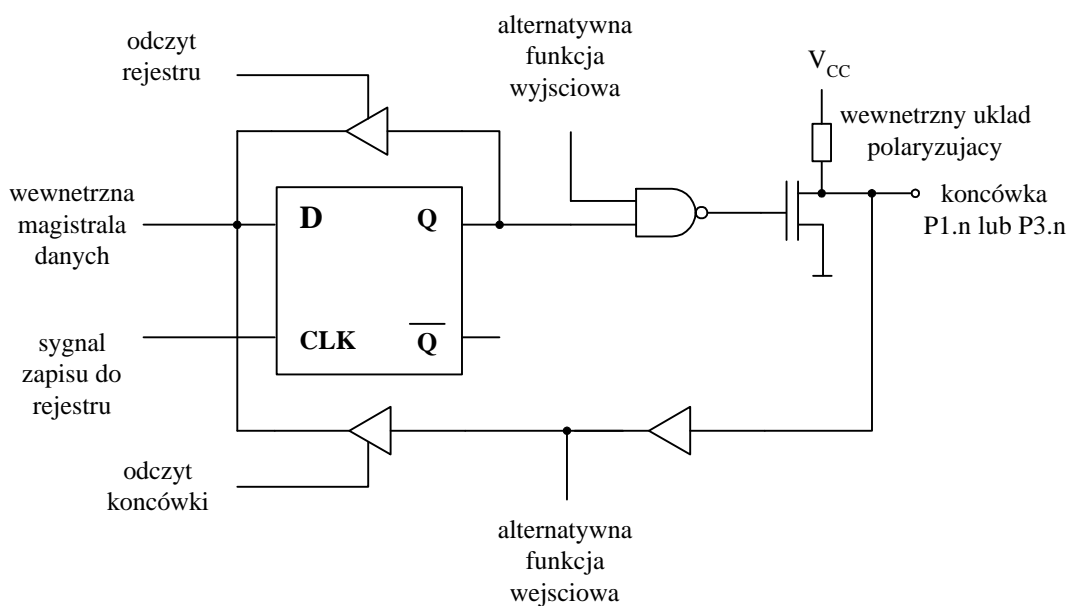 odczyt
rejestru
alternatywna
funkcja
wyjsciowa
V_CC
wewnetrzny uklad
polaryzujacy
wewnetrzna
magistrala
danych
D
Q
koncówka
P1.n lub P3.n
sygnal
zapisu do
rejestru
CLK
Q̅
odczyt
koncówki
alternatywna
funkcja
wejsciowa